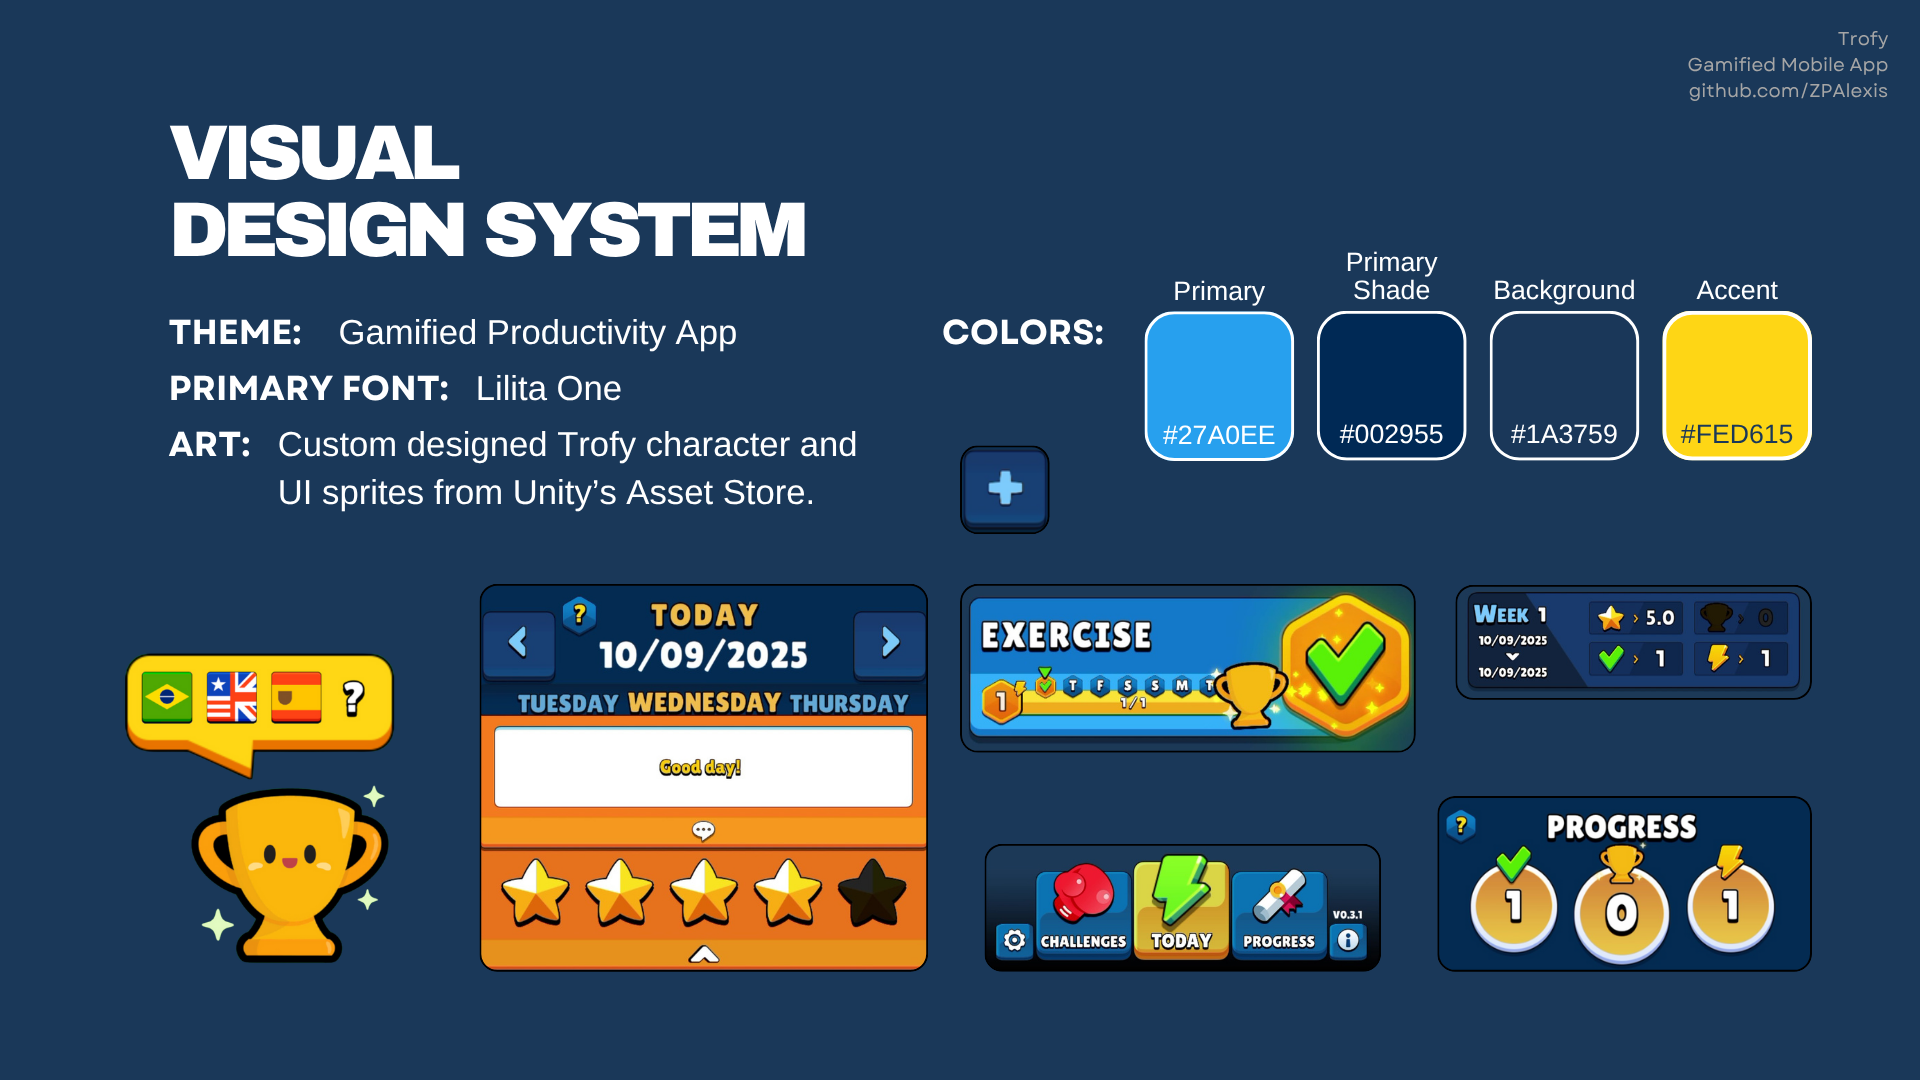 Trofy
Gamified Mobile App
github.com/ZPAlexis
VISUAL
DESIGN SYSTEM
THEME: Gamified Productivity App
PRIMARY FONT: Lilita One
ART: Custom designed Trofy character and
UI sprites from Unity’s Asset Store.
COLORS:
Primary
#27A0EE
Primary
Shade
#002955
Background
#1A3759
Accent
#FED615
?
?
TODAY
10/09/2025
TUESDAY WEDNESDAY THURSDAY
Good day!
EXERCISE
1
T F S S M T
1/1
WEEK 1
10/09/2025
10/09/2025
› 5.0
› 0
› 1
› 1
CHALLENGES
TODAY
PROGRESS
V0.3.1
i
?
PROGRESS
1
0
1